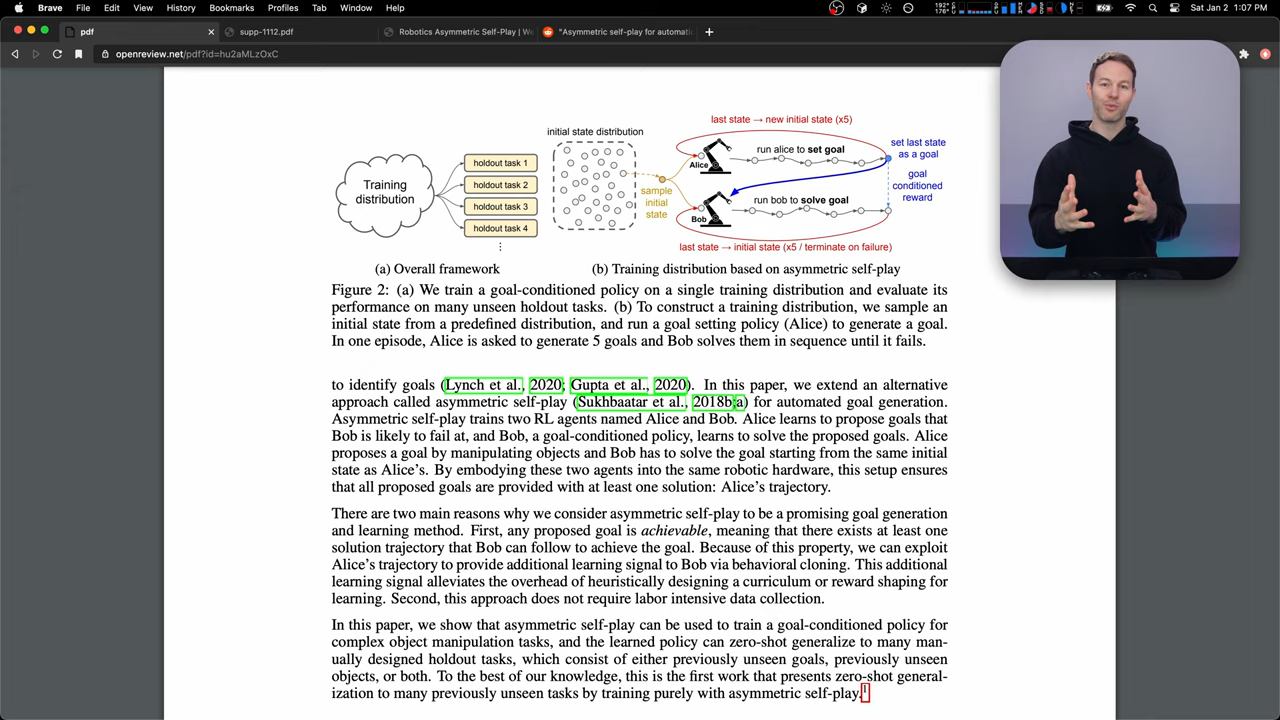 Brave File Edit View History Bookmarks Profiles Tab Window Help
Sat Jan 2 1:07 PM
pdf
supp-1112.pdf
Robotics Asymmetric Self-Play | We
"Asymmetric self-play for automati
openreview.net/pdf?id=hu2aMLzOxC
Training
distribution
holdout task 1
holdout task 2
holdout task 3
holdout task 4
(a) Overall framework
initial state distribution
sample
initial
state
last state → new initial state (x5)
Alice
run alice to set goal
set last state
as a goal
goal
conditioned
reward
Bob
run bob to solve goal
last state → initial state (x5 / terminate on failure)
(b) Training distribution based on asymmetric self-play
Figure 2: (a) We train a goal-conditioned policy on a single training distribution and evaluate its
performance on many unseen holdout tasks. (b) To construct a training distribution, we sample an
initial state from a predefined distribution, and run a goal setting policy (Alice) to generate a goal.
In one episode, Alice is asked to generate 5 goals and Bob solves them in sequence until it fails.
to identify goals (Lynch et al., 2020; Gupta et al., 2020). In this paper, we extend an alternative
approach called asymmetric self-play (Sukhbaatar et al., 2018b;a) for automated goal generation.
Asymmetric self-play trains two RL agents named Alice and Bob. Alice learns to propose goals that
Bob is likely to fail at, and Bob, a goal-conditioned policy, learns to solve the proposed goals. Alice
proposes a goal by manipulating objects and Bob has to solve the goal starting from the same initial
state as Alice's. By embodying these two agents into the same robotic hardware, this setup ensures
that all proposed goals are provided with at least one solution: Alice's trajectory.
There are two main reasons why we consider asymmetric self-play to be a promising goal generation
and learning method. First, any proposed goal is achievable, meaning that there exists at least one
solution trajectory that Bob can follow to achieve the goal. Because of this property, we can exploit
Alice's trajectory to provide additional learning signal to Bob via behavioral cloning. This additional
learning signal alleviates the overhead of heuristically designing a curriculum or reward shaping for
learning. Second, this approach does not require labor intensive data collection.
In this paper, we show that asymmetric self-play can be used to train a goal-conditioned policy for
complex object manipulation tasks, and the learned policy can zero-shot generalize to many man-
ually designed holdout tasks, which consist of either previously unseen goals, previously unseen
objects, or both. To the best of our knowledge, this is the first work that presents zero-shot general-
ization to many previously unseen tasks by training purely with asymmetric self-play.1